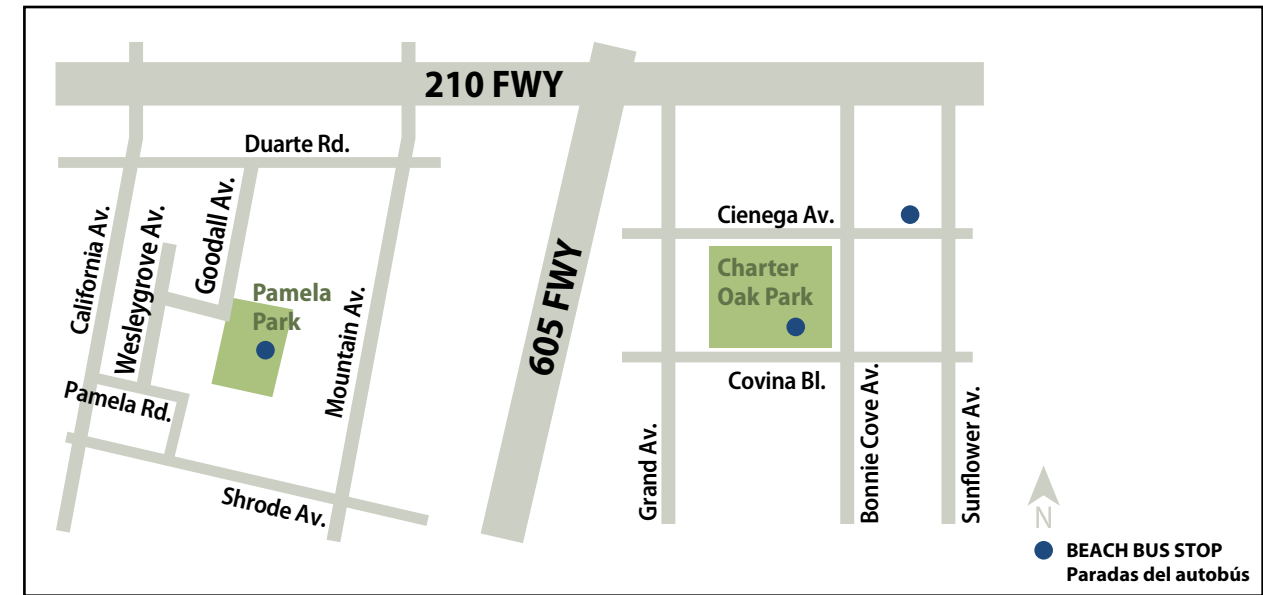 210 FWY
Duarte Rd.
California Av.
Wesleygrove Av.
Goodall Av.
Pamela
Park
Mountain Av.
Pamela Rd.
Shrode Av.
605 FWY
Cienega Av.
Charter
Oak Park
Covina Bl.
Grand Av.
Bonnie Cove Av.
Sunflower Av.
N
BEACH BUS STOP
Paradas del autobús